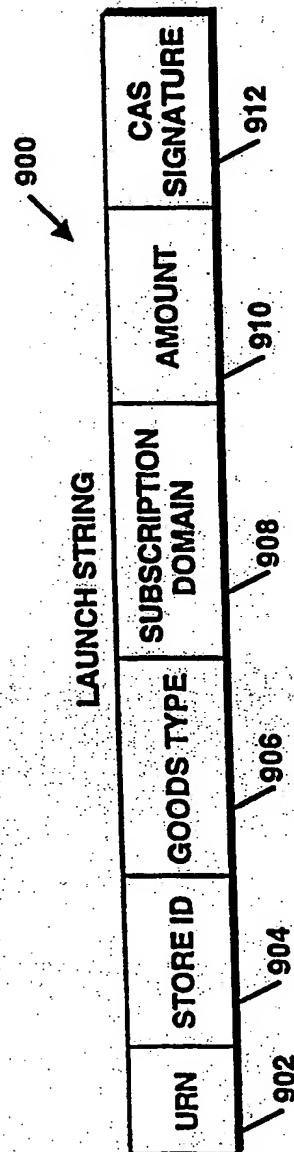 900
LAUNCH STRING
URN
STORE ID
GOODS TYPE
SUBSCRIPTION
DOMAIN
AMOUNT
CAS
SIGNATURE
902
904
906
908
910
912